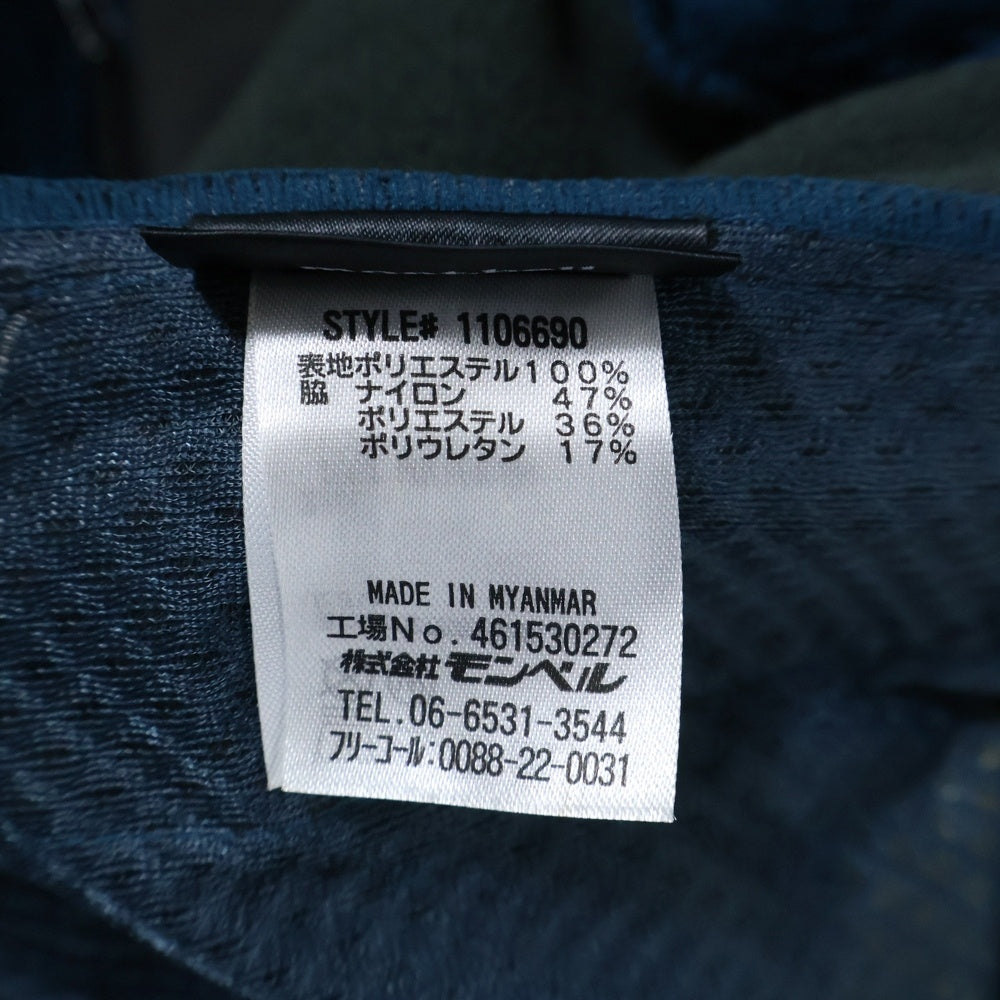 STYLE# 1106690
表地ポリエステル100%
脇 ナイロン 47%
ポリエステル 36%
ポリウレタン 17%
MADE IN MYANMAR
工場No. 461530272
株式会社モンベル
TEL.06-6531-3544
フリーコール:0088-22-0031